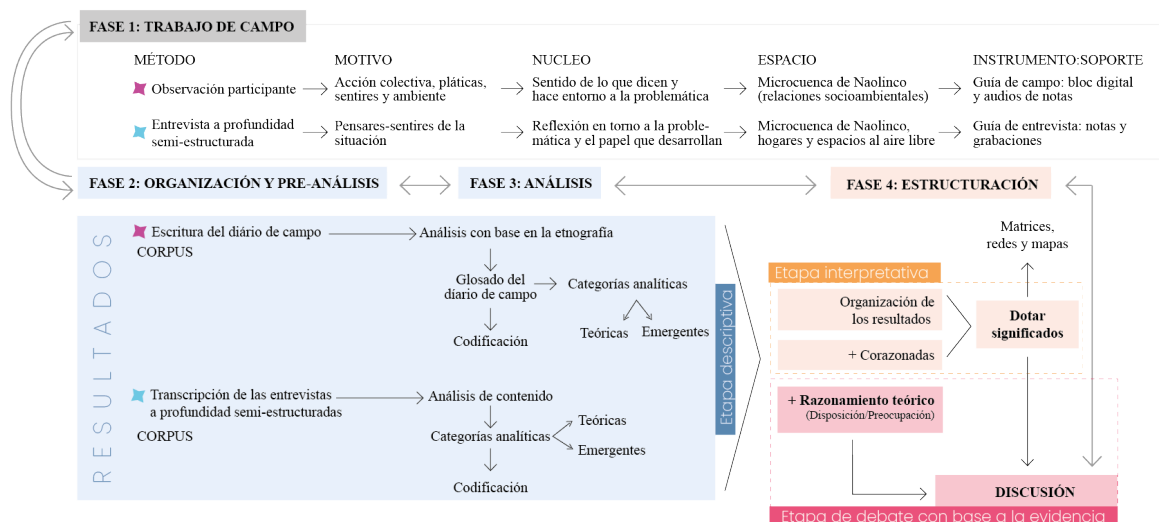 FASE 1: TRABAJO DE CAMPO
MÉTODO
MOTIVO
NUCLEO
ESPACIO
INSTRUMENTO:SOPORTE
Observación participante
Acción colectiva, pláticas,
sentires y ambiente
Sentido de lo que dicen y
hace entorno a la problemática
Microcuenca de Naolinco
(relaciones socioambientales)
Guía de campo: bloc digital
y audios de notas
Entrevista a profundidad
semi-estructurada
Pensares-sentires de la
situación
Reflexión en torno a la proble-
mática y el papel que desarrollan
Microcuenca de Naolinco,
hogares y espacios al aire libre
Guía de entrevista: notas y
grabaciones
FASE 2: ORGANIZACIÓN Y PRE-ANÁLISIS
FASE 3: ANÁLISIS
FASE 4: ESTRUCTURACIÓN
RESULTADOS
Escritura del diário de campo
CORPUS
Análisis con base en la etnografía
Glosado del
díario de campo
Categorías analíticas
Teóricas
Emergentes
Codificación
Transcripción de las entrevistas
a profundidad semi-estructuradas
CORPUS
Análisis de contenido
Categorías analíticas
Teóricas
Emergentes
Codificación
Etapa descriptiva
Matrices,
redes y mapas
Etapa interpretativa
Organización de
los resultados
+ Corazonadas
Dotar
significados
+ Razonamiento teórico
(Disposición/Preocupación)
DISCUSIÓN
Etapa de debate con base a la evidencia